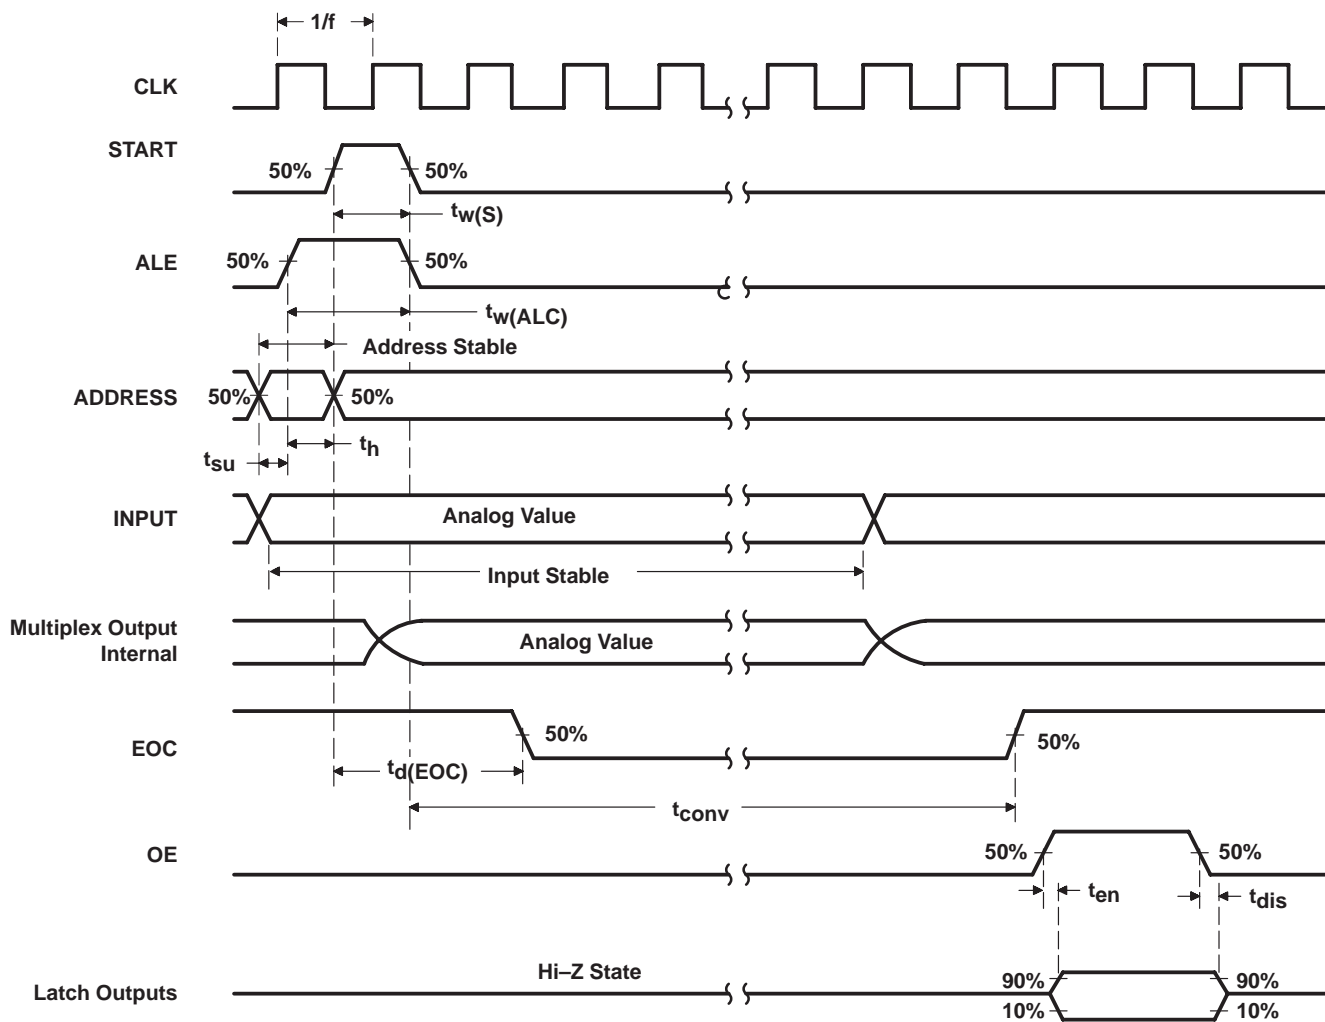 1/f
CLK
START
50%
50%
tw(S)
ALE
50%
50%
tw(ALC)
Address Stable
ADDRESS
50%
50%
th
tsu
INPUT
Analog Value
Input Stable
Multiplex Output
Internal
Analog Value
EOC
50%
50%
td(EOC)
tconv
OE
50%
50%
ten
tdis
Hi–Z State
Latch Outputs
90%
90%
10%
10%